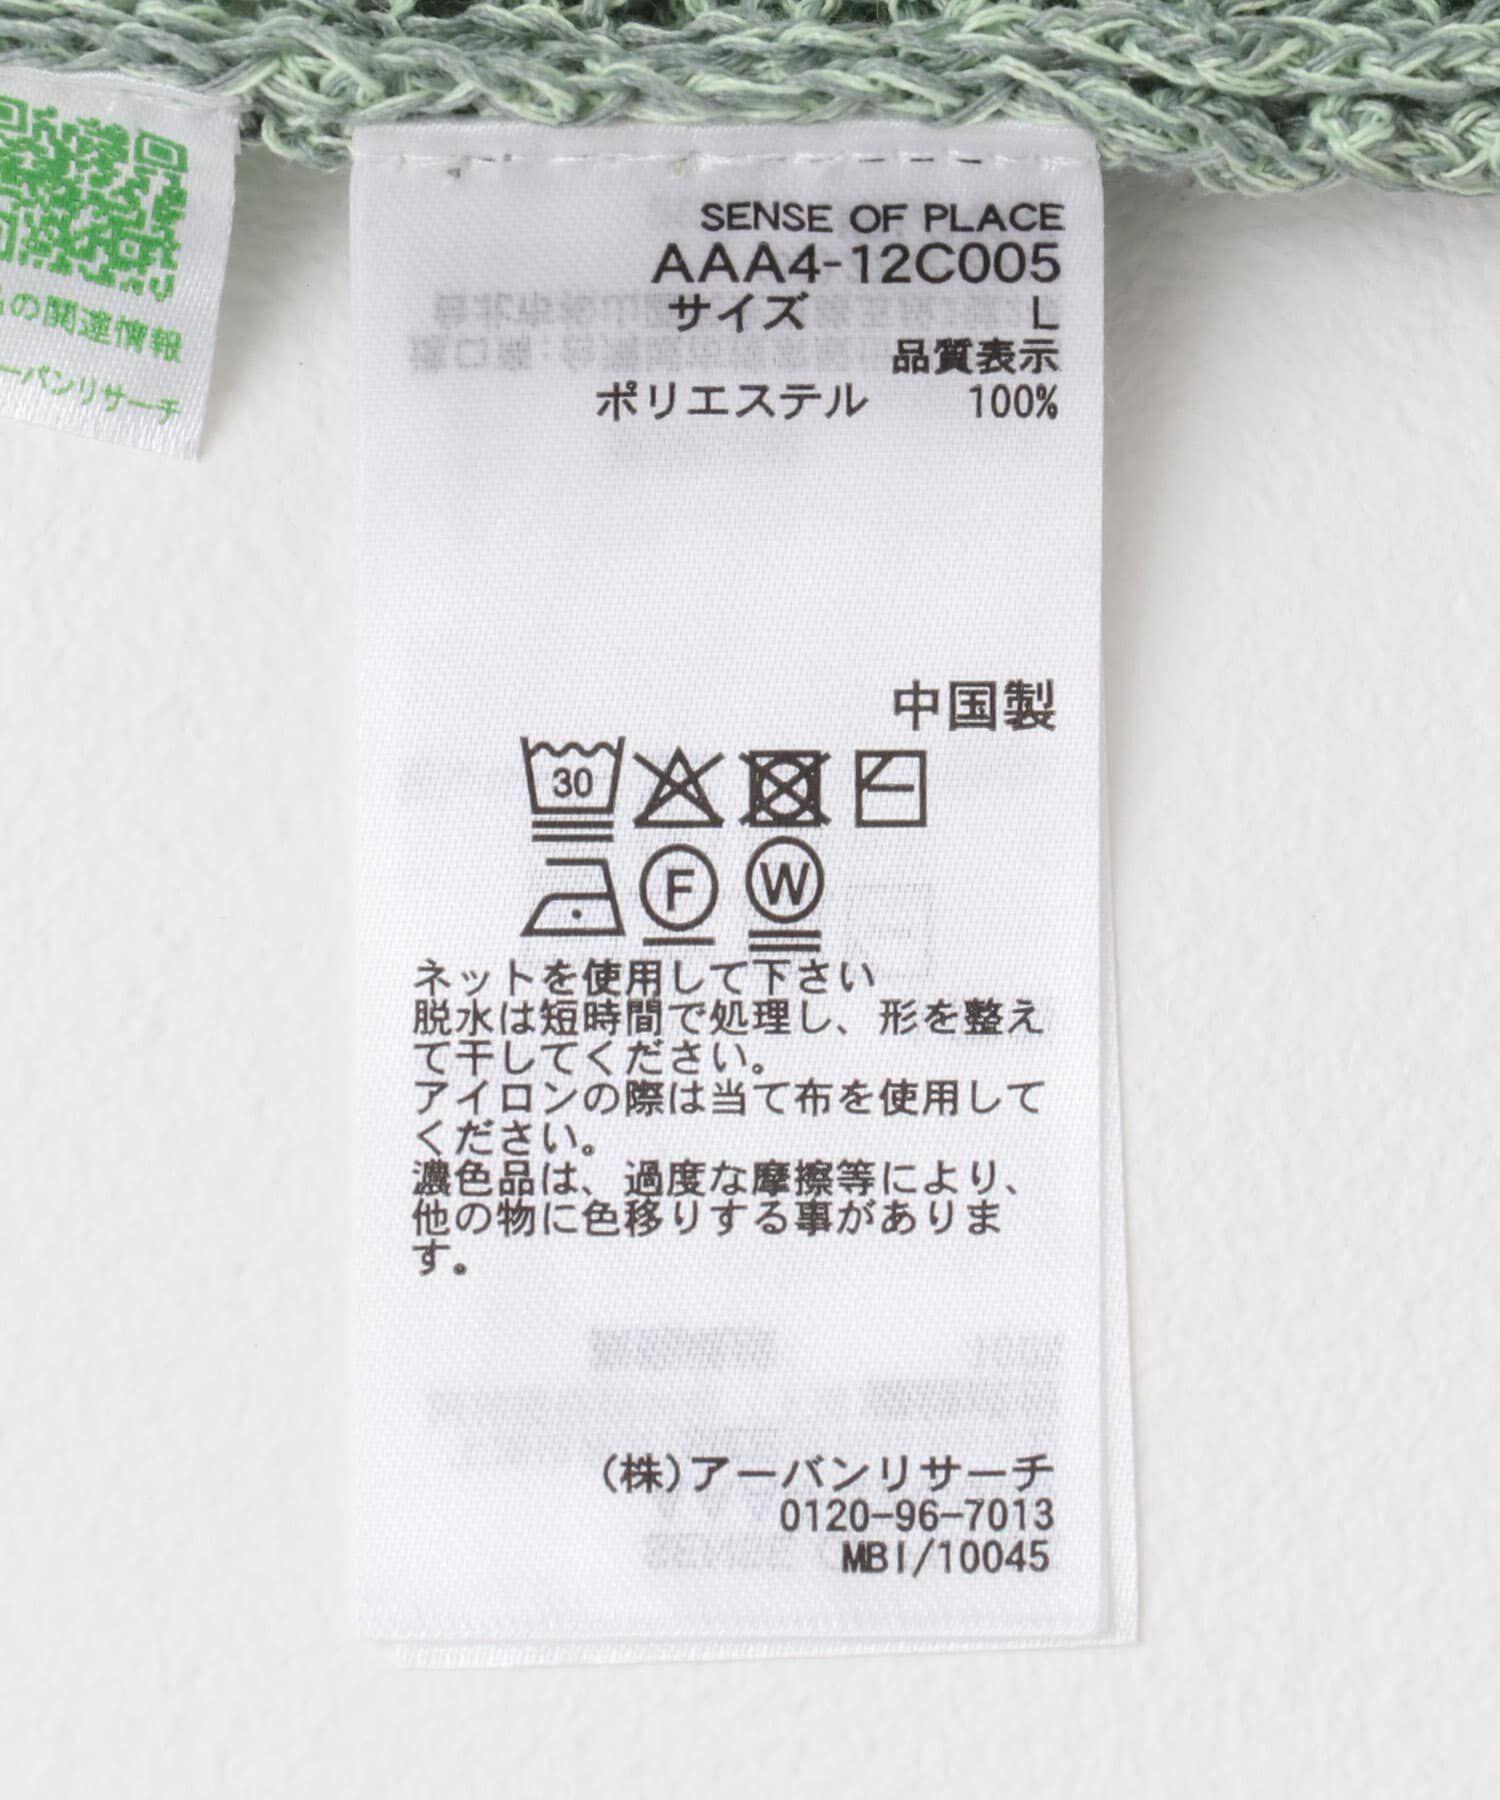 の関連情報
ーバンリサーチ
SENSE OF PLACE
AAA4-12C005
サイズ L
品質表示
ポリエステル 100%
中国製
30
F W
ネットを使用して下さい
脱水は短時間で処理し、形を整え
て干してください。
アイロンの際は当て布を使用して
ください。
濃色品は、過度な摩擦等により、
他の物に色移りする事がありま
す。
(株)アーバンリサーチ
0120-96-7013
MBI/10045